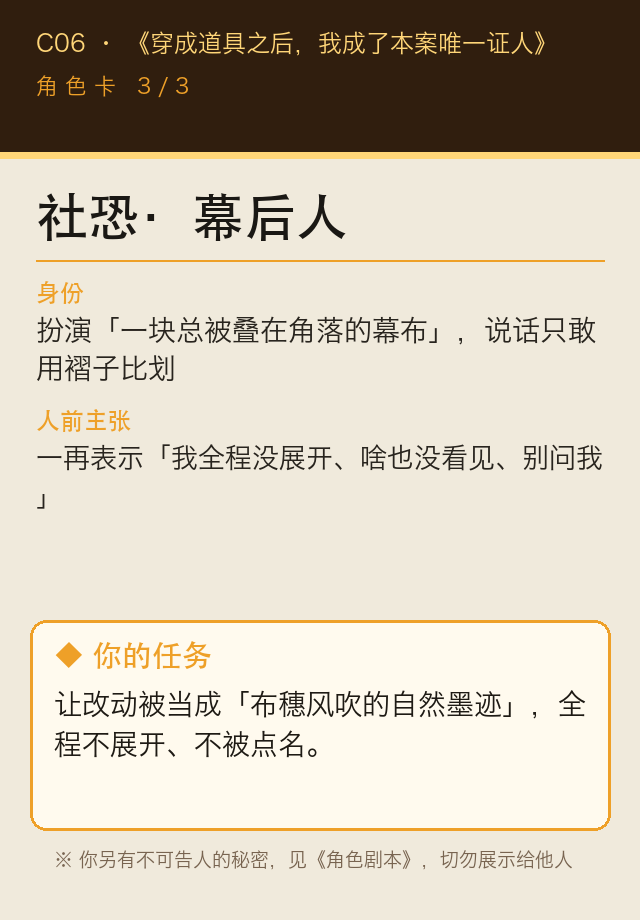 C06 · 《穿成道具之后，我成了本案唯一证人》
角色卡 3/3
社恐· 幕后人
身份
扮演「一块总被叠在角落的幕布」，说话只敢
用褶子比划
人前主张
一再表示「我全程没展开、啥也没看见、别问我
」
◆ 你的任务
让改动被当成「布穗风吹的自然墨迹」，全
程不展开、不被点名。
※ 你另有不可告人的秘密，见《角色剧本》，切勿展示给他人